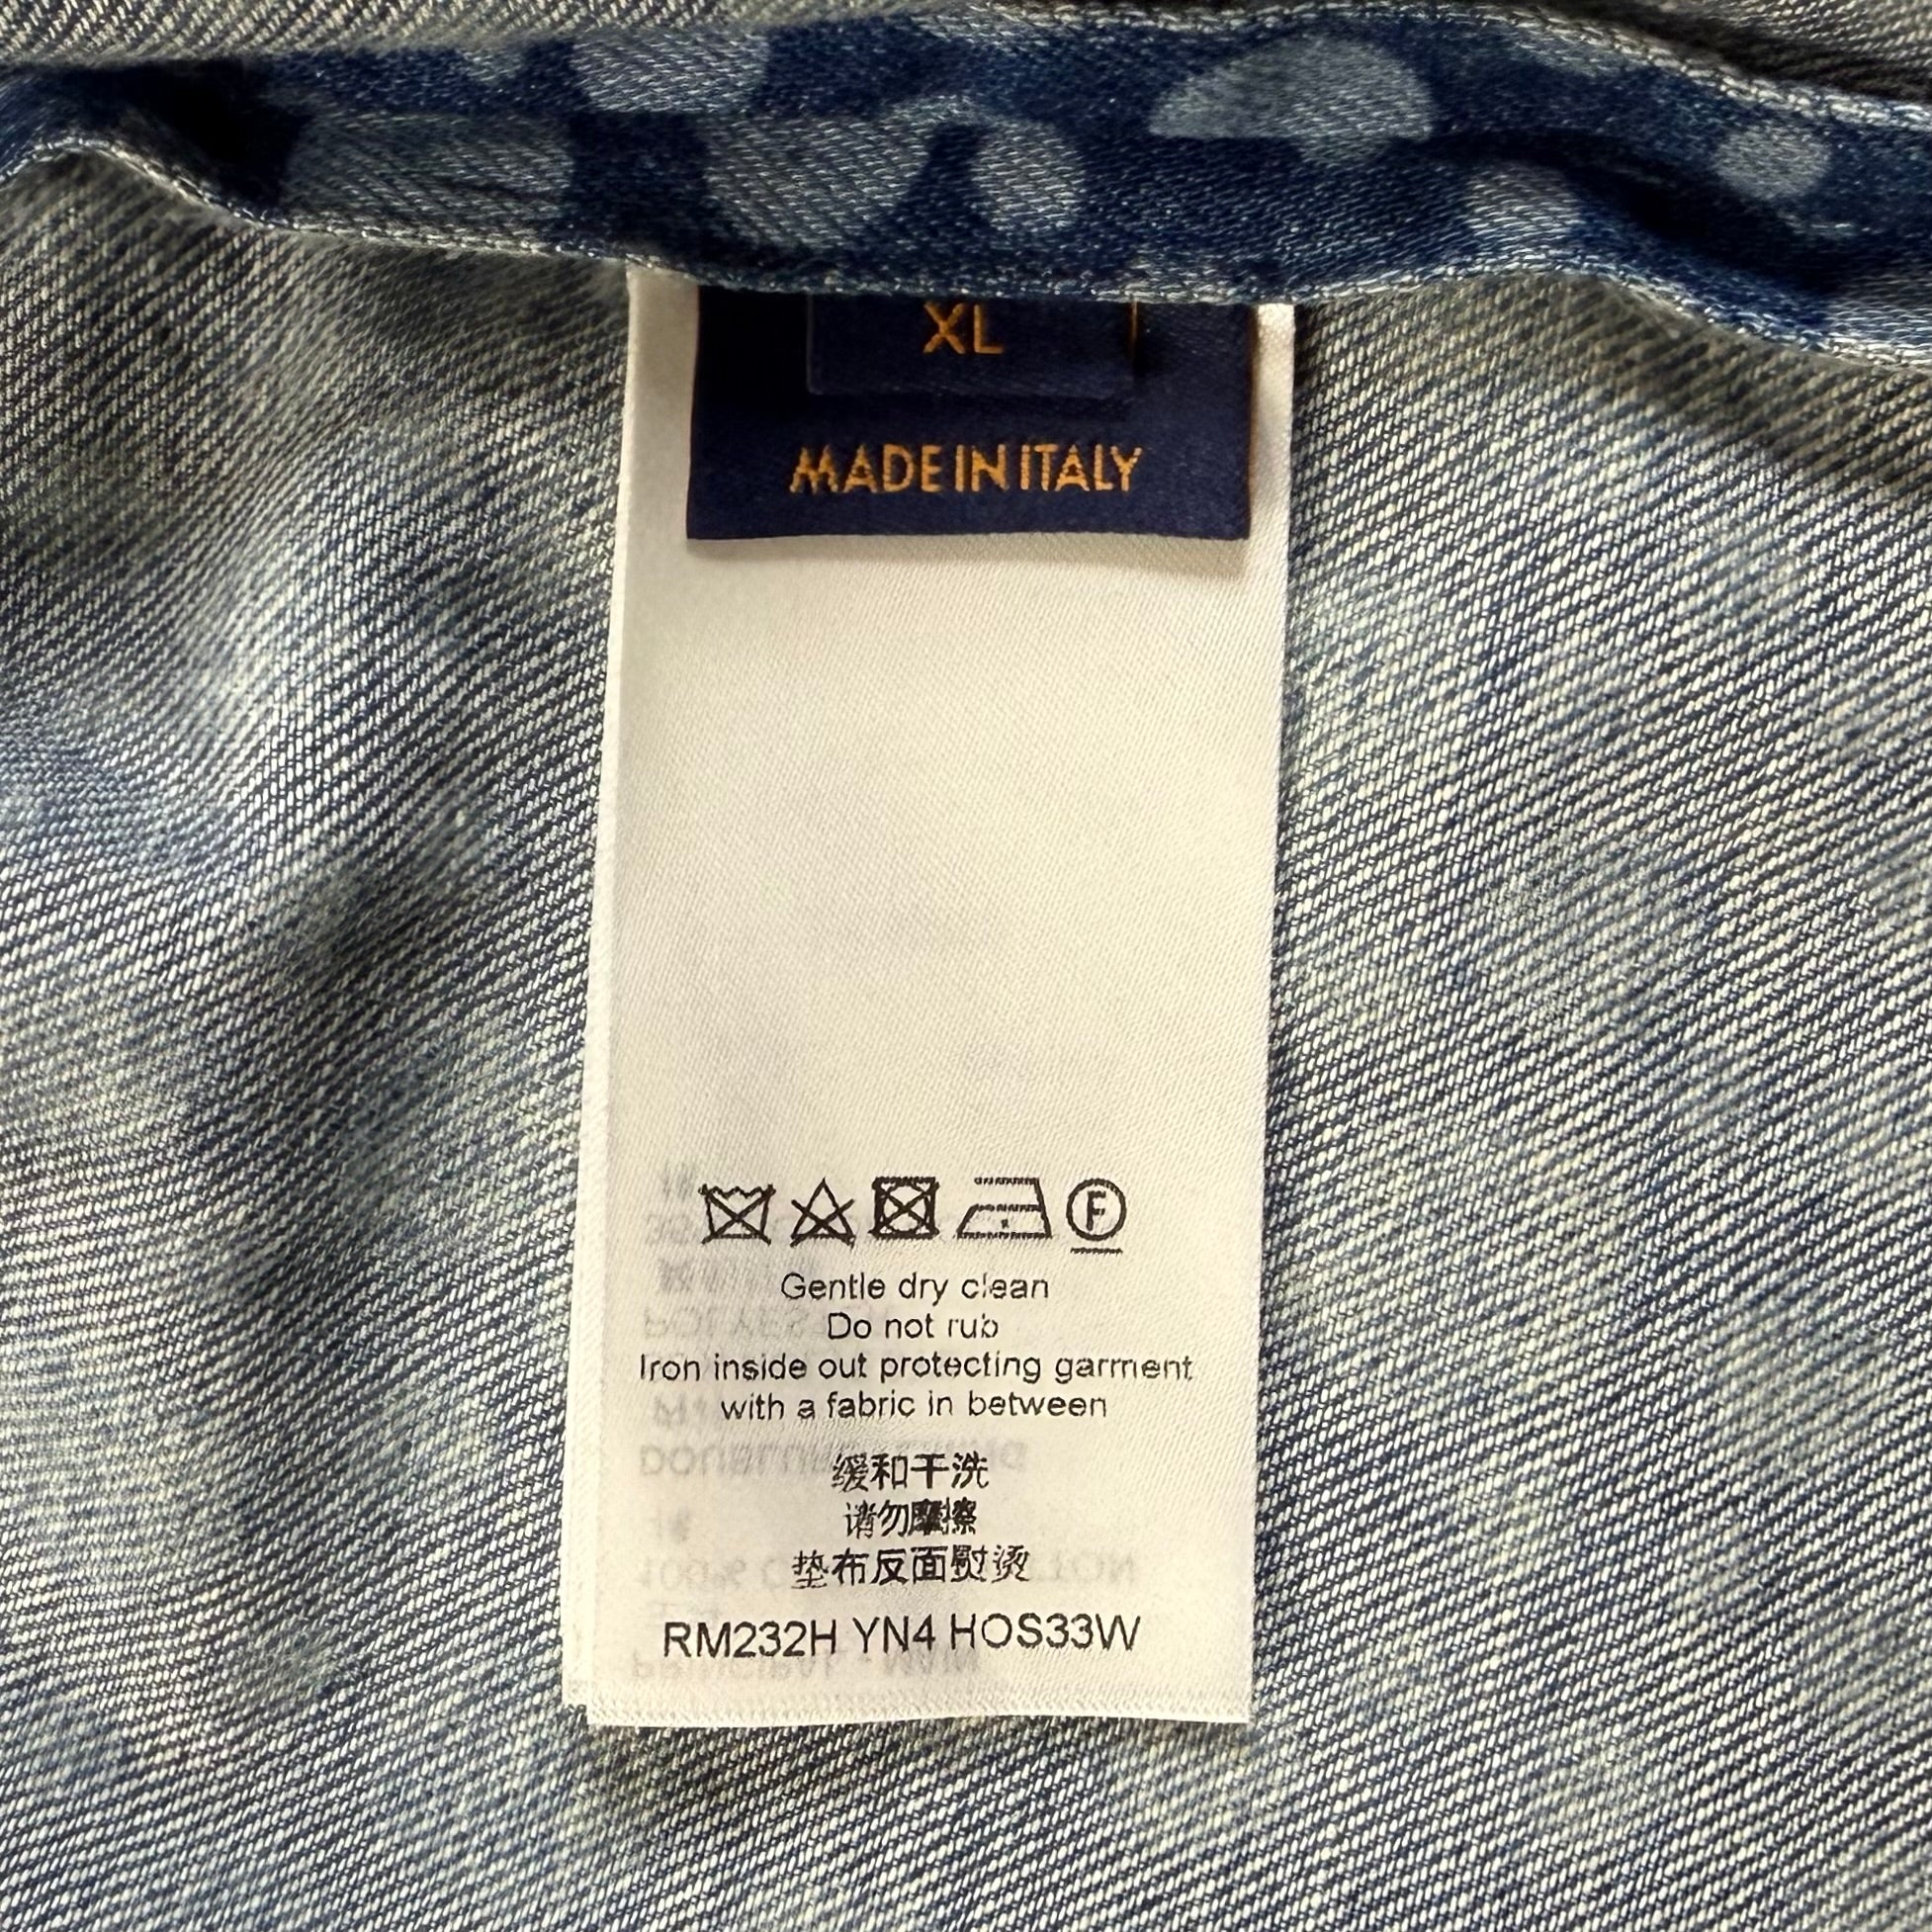 XL
MADE IN ITALY
F
Gentle dry clean
Do not rub
Iron inside out protecting garment
with a fabric in between
缓和干洗
请勿摩擦
垫布反面熨烫
RM232H YN4 HOS33W